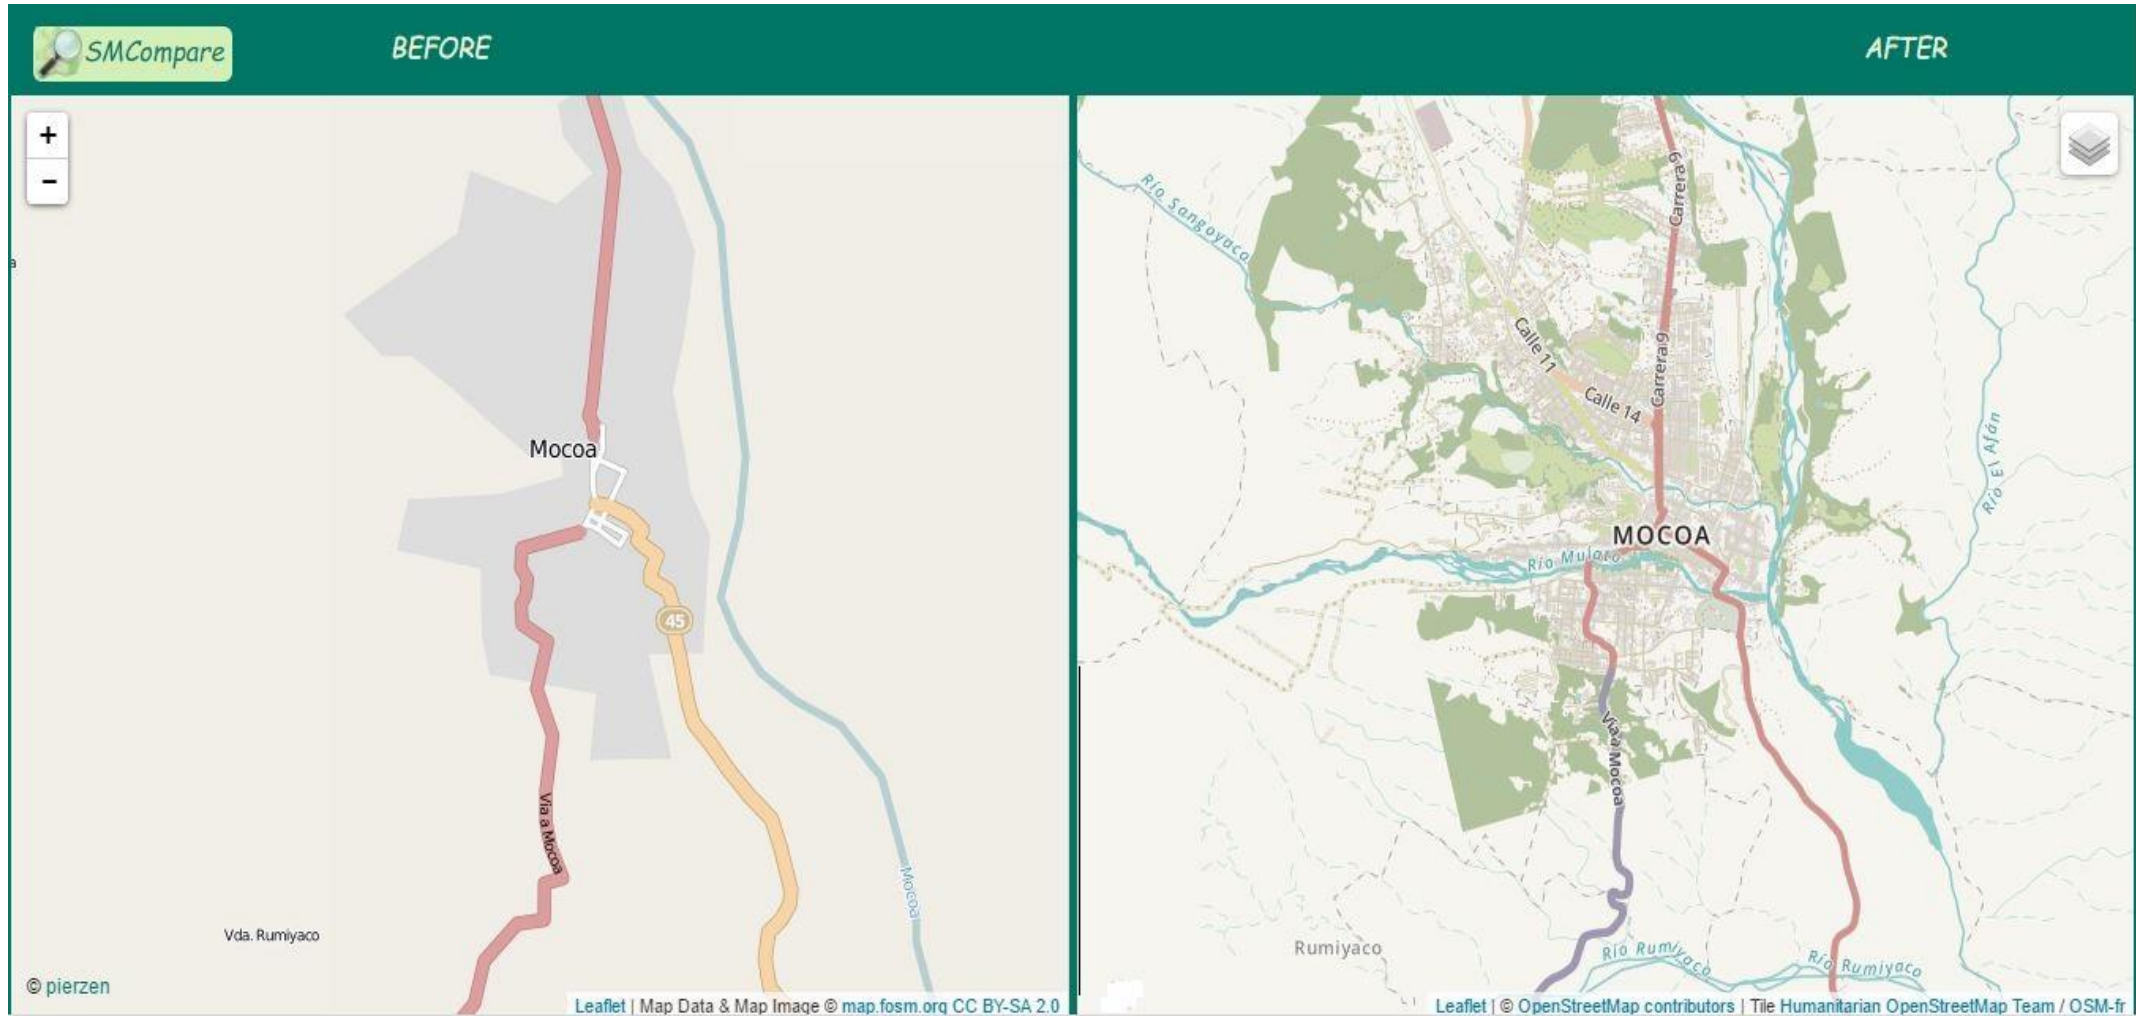 SMCompare
BEFORE
AFTER
+
−
a
Mocoa
45
Via a Mocoa
Mocoa
Vda. Rumiyaco
© pierzen
Leaflet | Map Data & Map Image © map.fosm.org CC BY-SA 2.0
Río Sangoyaco
Carrera 9
Carrera 9
Calle 11
Calle 14
Río El Afán
MOCOA
Río Mulato
Vía a Mocoa
Rumiyaco
Río Rumiyaco
Río Rumiyaco
Leaflet | © OpenStreetMap contributors | Tile Humanitarian OpenStreetMap Team / OSM-fr